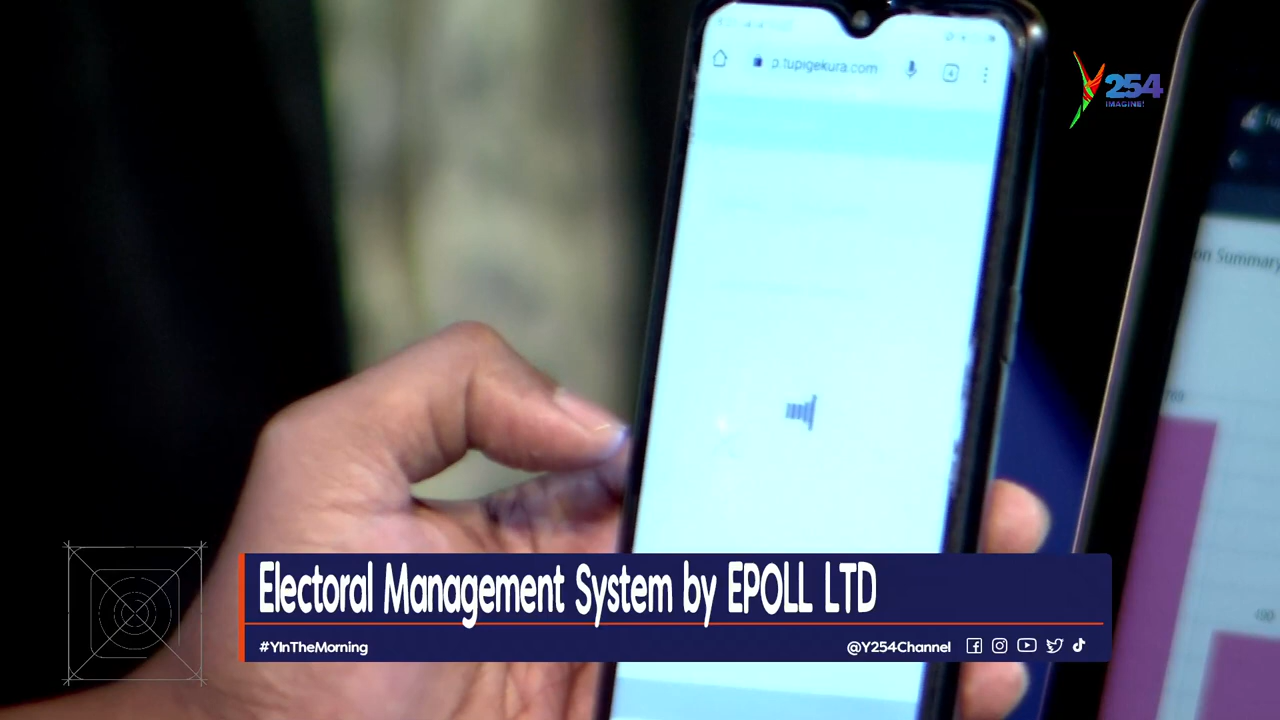 p.tupigekura.com
254
IMAGINE!
on Summary
Electoral Management System by EPOLL LTD
#YInTheMorning
@Y254Channel